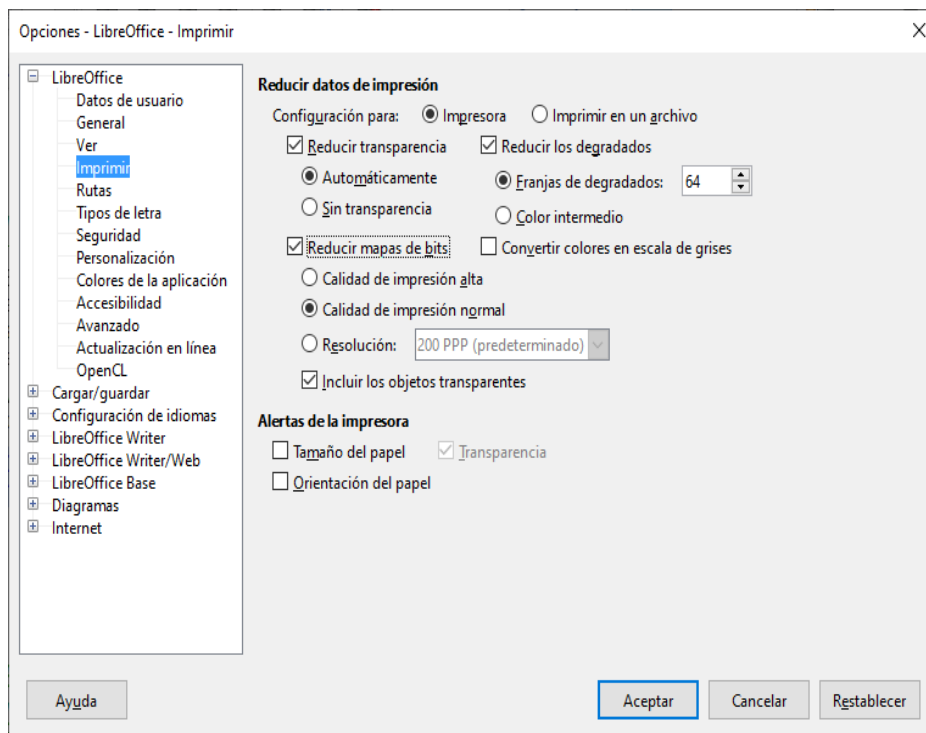 Opciones - LibreOffice - Imprimir
LibreOffice
Datos de usuario
General
Ver
Imprimir
Rutas
Tipos de letra
Seguridad
Personalización
Colores de la aplicación
Accesibilidad
Avanzado
Actualización en línea
OpenCL
Cargar/guardar
Configuración de idiomas
LibreOffice Writer
LibreOffice Writer/Web
LibreOffice Base
Diagramas
Internet
Reducir datos de impresión
Configuración para: Impresora Imprimir en un archivo
Reducir transparencia Reducir los degradados
Automáticamente Franjas de degradados: 64
Sin transparencia Color intermedio
Reducir mapas de bits Convertir colores en escala de grises
Calidad de impresión alta
Calidad de impresión normal
Resolución: 200 PPP (predeterminado)
Incluir los objetos transparentes
Alertas de la impresora
Tamaño del papel Transparencia
Orientación del papel
Ayuda Aceptar Cancelar Restablecer